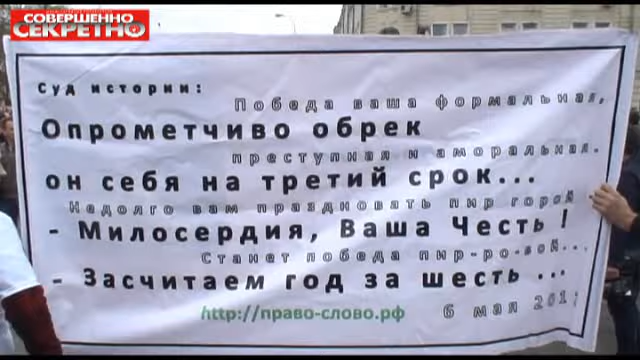 СОВЕРШЕННО
СЕКРЕТНО
Суд истории:
Победа ваша формальная,
Опрометчиво обрек
преступная и аморальная.
он себя на третий срок...
Недолго вам праздновать пир горой -
- Милосердия, Ваша Честь !
Станет победа пир-ро-вой...
- Засчитаем год за шесть ...
http://право-слово.рф
6 мая